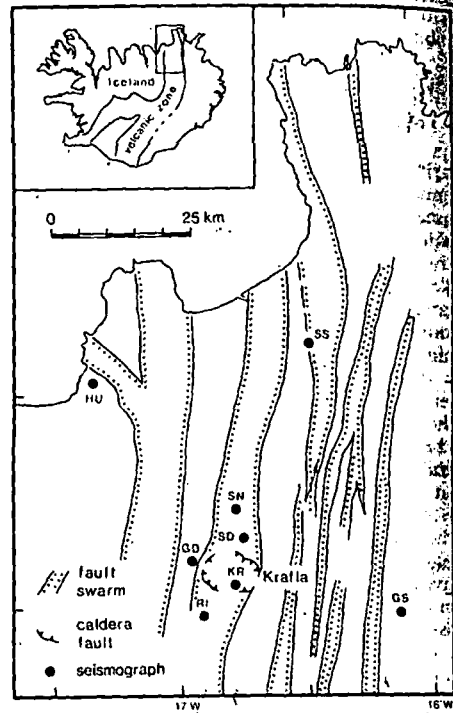 Iceland
volcanic zone
0 25 km
SS
HU
SN
SD
GD
KR
Krafla
RI
GS
fault
swarm
caldera
fault
seismograph
17 W
16 W